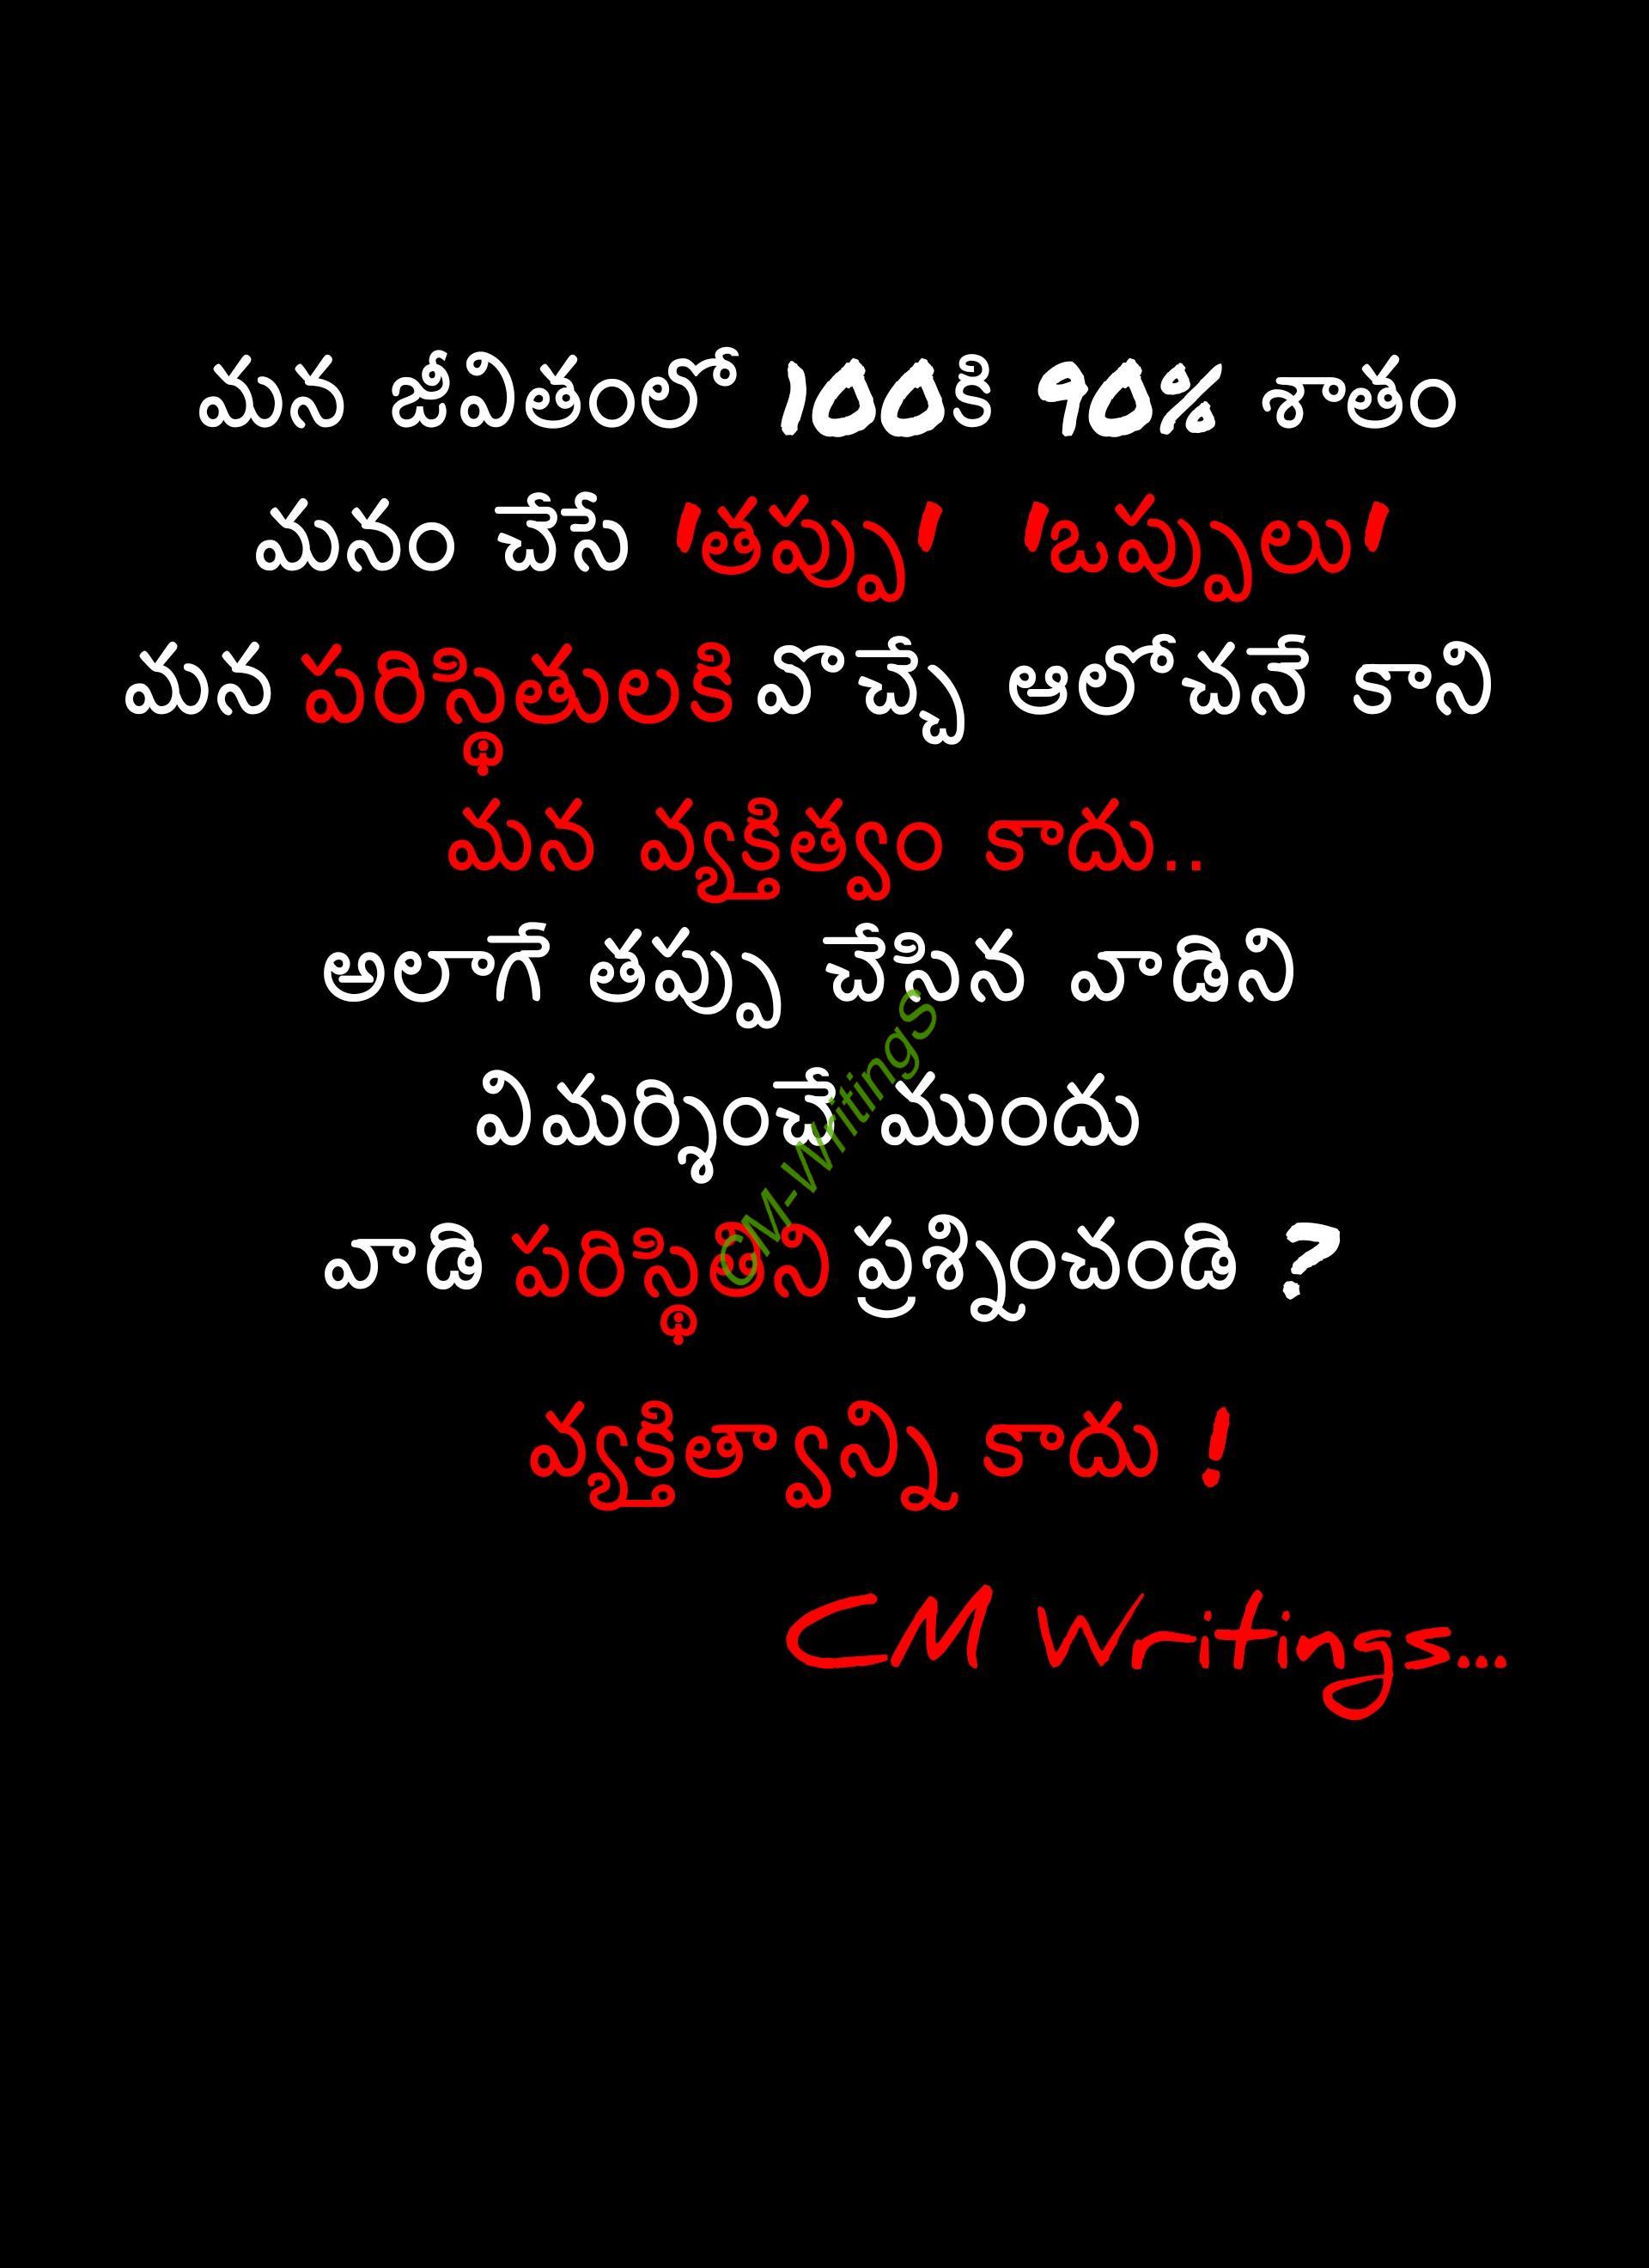 మన జీవితంలో 100కి 90% శాతం
మనం చేసే 'తప్పు' 'ఒప్పులు'
మన పరిస్థితులకి వొచ్చే ఆలోచనే కాని
మన వ్యక్తిత్వం కాదు..
అలాగే తప్పు చేసిన వాడిని
విమర్శించే ముందు
వాడి పరిస్థితిని ప్రశ్నించండి ?
వ్యక్తిత్వాన్ని కాదు !
CM Writings...
CM-Writings